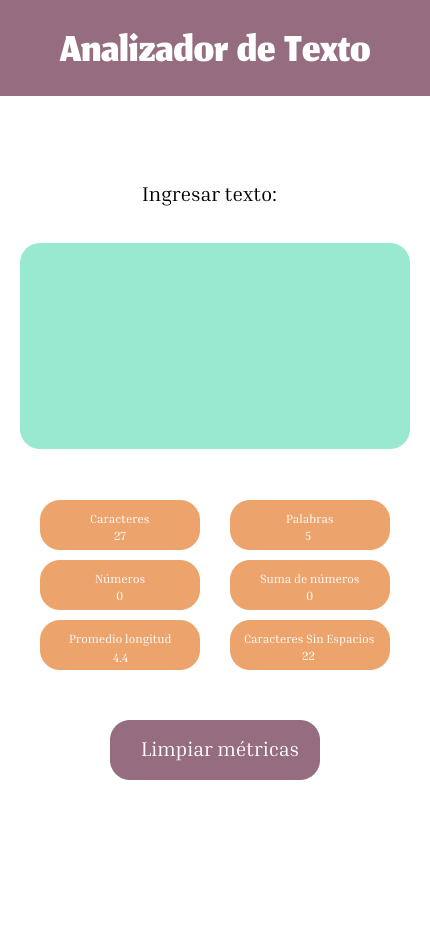 Analizador de Texto
Ingresar texto:
Caracteres
27
Palabras
5
Números
0
Suma de números
0
Promedio longitud
4.4
Caracteres Sin Espacios
22
Limpiar métricas